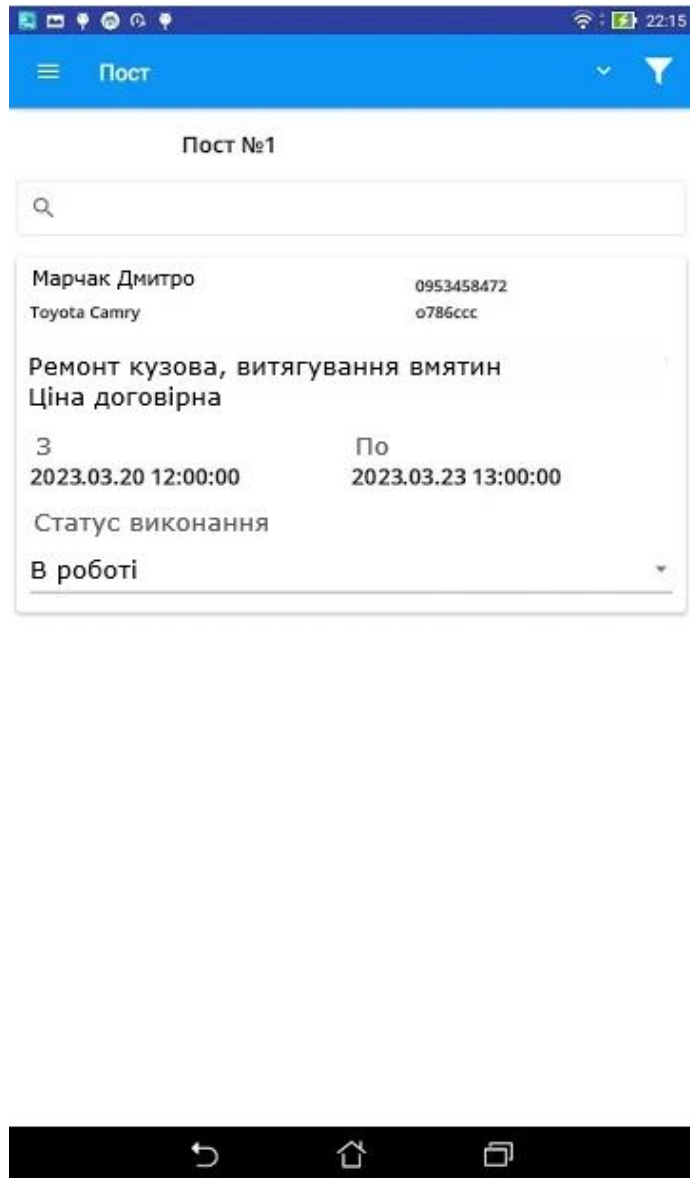 22:15
Пост
Пост №1
Марчак Дмитро 0953458472
Toyota Camry о786ссс
Ремонт кузова, витягування вмятин
Ціна договірна
З По
2023.03.20 12:00:00 2023.03.23 13:00:00
Статус виконання
В роботі